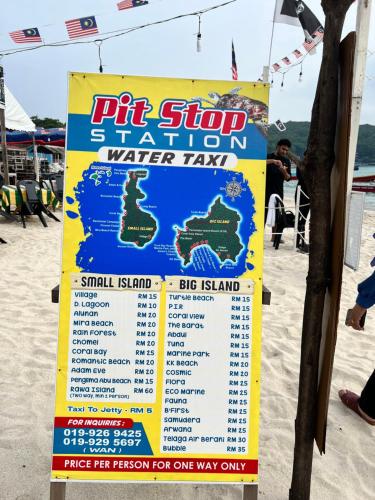 Pit Stop
STATION
WATER TAXI
SMALL ISLAND
BIG ISLAND
SMALL ISLAND
Village RM 15
D. Lagoon RM 10
Alunan RM 20
Mira Beach RM 20
Rain Forest RM 20
Chomel RM 20
Coral Bay RM 25
Romantic Beach RM 20
Adam Eve RM 20
Pengima Abu Beach RM 15
Rawa Island RM 60
(Two Way, Min 2 Person)
Taxi To Jetty - RM 5
FOR INQUIRIES :
019-926 9425
019-929 5697
( WAN )
BIG ISLAND
Turtle Beach RM 15
P.I.R RM 15
Coral View RM 15
The Barat RM 15
Abdul RM 15
Tuna RM 15
Marine Park RM 15
KK Beach RM 15
Cosmic RM 25
Flora RM 25
Eco Marine RM 25
Fauna RM 25
B'First RM 25
Samudera RM 25
Arwana RM 25
Telaga Air Berani RM 30
Bubble RM 35
PRICE PER PERSON FOR ONE WAY ONLY